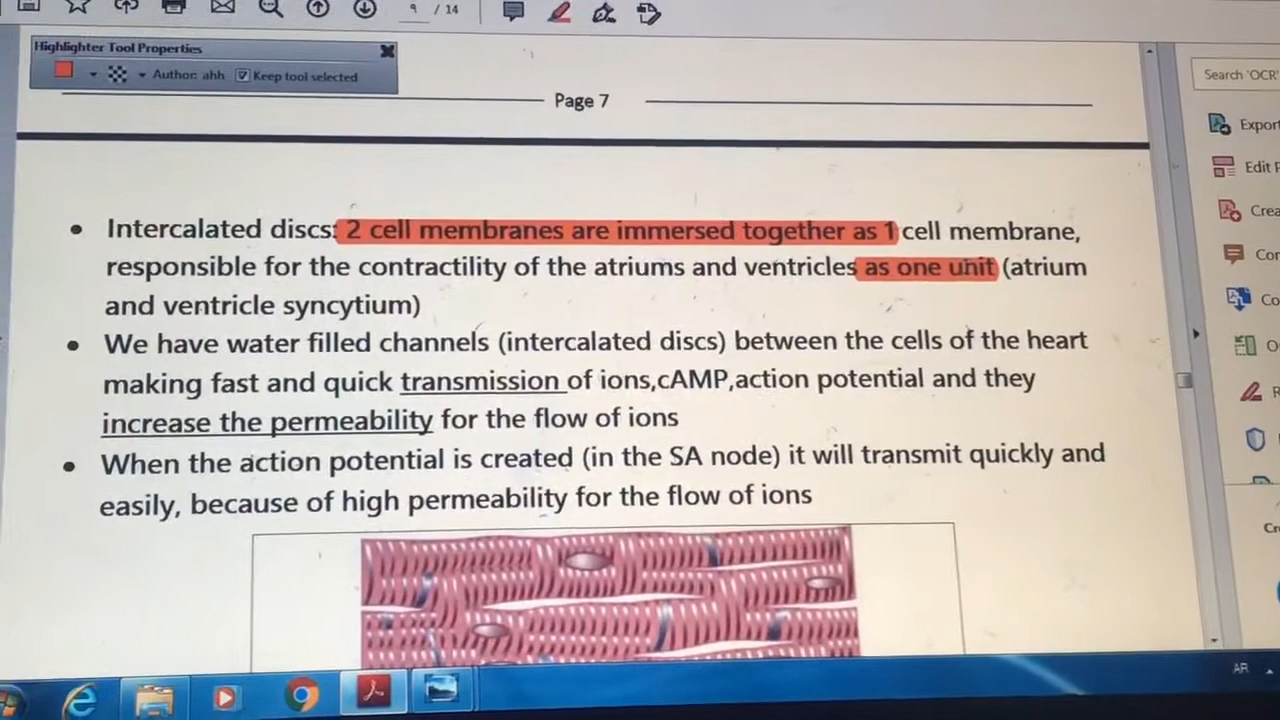 9 / 14
Highlighter Tool Properties
Author: ahh Keep tool selected
Search 'OCR'
Page 7
Export
Edit P
Crea
Cor
Co
• Intercalated discs: 2 cell membranes are immersed together as 1 cell membrane,
responsible for the contractility of the atriums and ventricles as one unit (atrium
and ventricle syncytium)
• We have water filled channels (intercalated discs) between the cells of the heart
making fast and quick transmission of ions,cAMP,action potential and they
increase the permeability for the flow of ions
• When the action potential is created (in the SA node) it will transmit quickly and
easily, because of high permeability for the flow of ions
AR